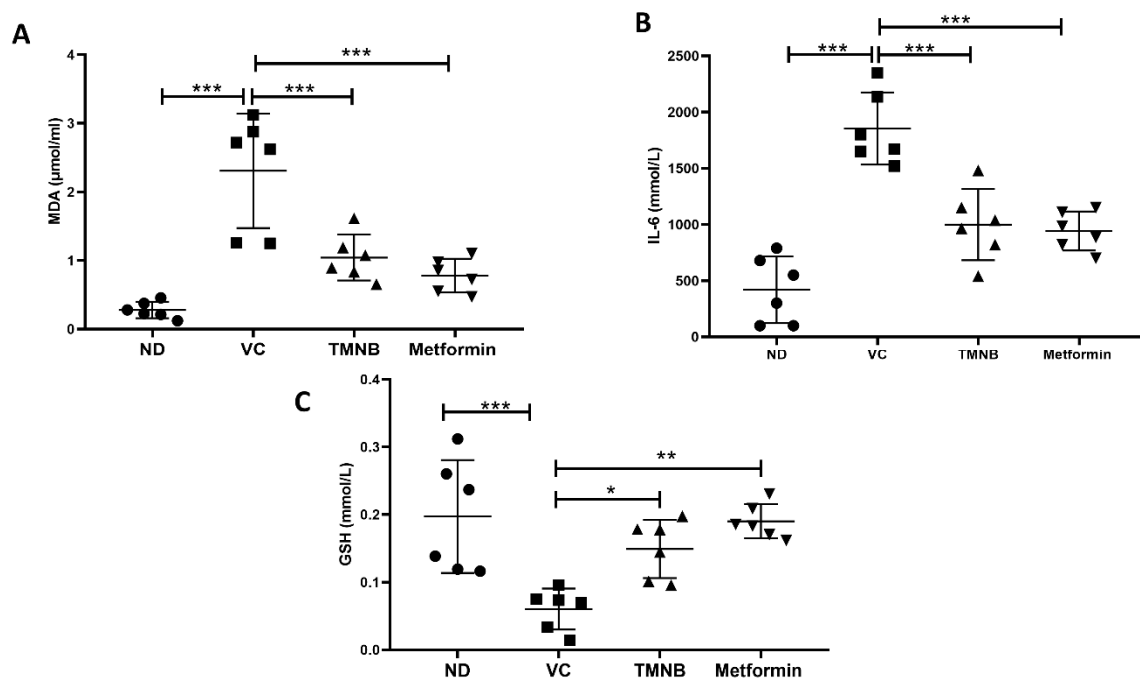 A
MDA (µmol/ml)
4
3
2
1
0
***
***
***
ND VC TMNB Metformin
B
IL-6 (mmol/L)
2500
2000
1500
1000
500
0
***
*** ***
ND VC TMNB Metformin
C
GSH (mmol/L)
0.4
0.3
0.2
0.1
0.0
***
**
*
ND VC TMNB Metformin